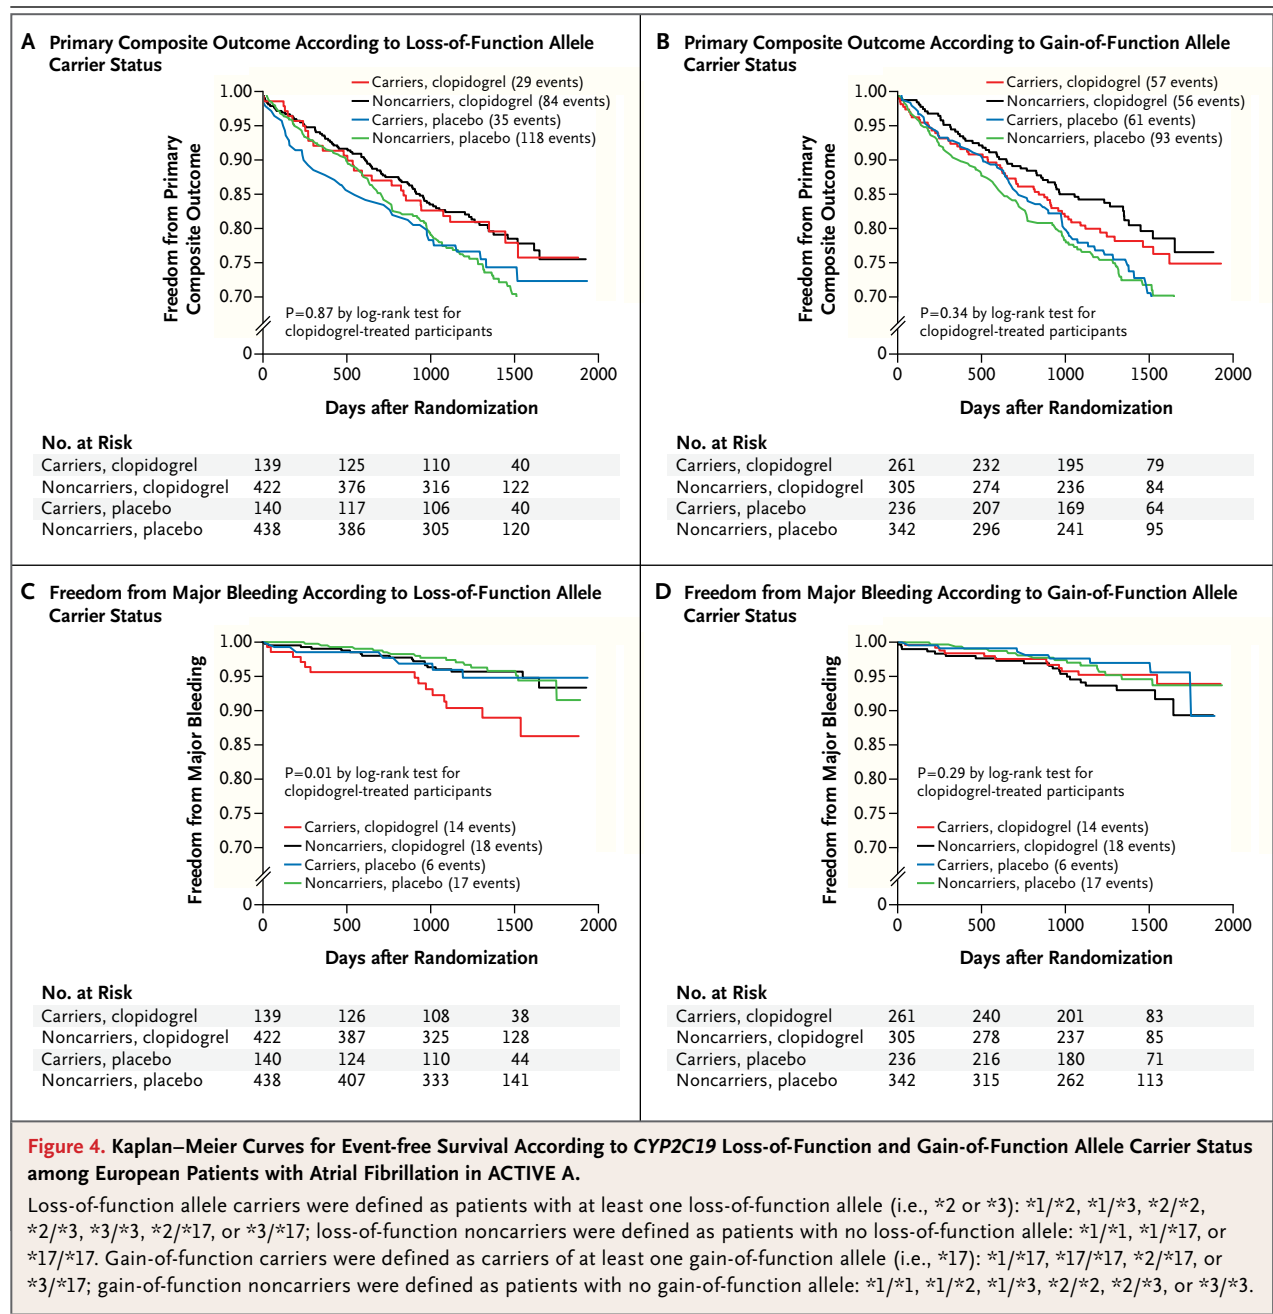 A Primary Composite Outcome According to Loss-of-Function Allele
Carrier Status
Carriers, clopidogrel (29 events)
Noncarriers, clopidogrel (84 events)
Carriers, placebo (35 events)
Noncarriers, placebo (118 events)
Freedom from Primary
Composite Outcome
1.00
0.95
0.90
0.85
0.80
0.75
0.70
0
P=0.87 by log-rank test for
clopidogrel-treated participants
0 500 1000 1500 2000
Days after Randomization
No. at Risk
Carriers, clopidogrel 139 125 110 40
Noncarriers, clopidogrel 422 376 316 122
Carriers, placebo 140 117 106 40
Noncarriers, placebo 438 386 305 120
B Primary Composite Outcome According to Gain-of-Function Allele
Carrier Status
Carriers, clopidogrel (57 events)
Noncarriers, clopidogrel (56 events)
Carriers, placebo (61 events)
Noncarriers, placebo (93 events)
Freedom from Primary
Composite Outcome
1.00
0.95
0.90
0.85
0.80
0.75
0.70
0
P=0.34 by log-rank test for
clopidogrel-treated participants
0 500 1000 1500 2000
Days after Randomization
No. at Risk
Carriers, clopidogrel 261 232 195 79
Noncarriers, clopidogrel 305 274 236 84
Carriers, placebo 236 207 169 64
Noncarriers, placebo 342 296 241 95
C Freedom from Major Bleeding According to Loss-of-Function Allele
Carrier Status
Freedom from Major Bleeding
1.00
0.95
0.90
0.85
0.80
0.75
0.70
0
P=0.01 by log-rank test for
clopidogrel-treated participants
Carriers, clopidogrel (14 events)
Noncarriers, clopidogrel (18 events)
Carriers, placebo (6 events)
Noncarriers, placebo (17 events)
0 500 1000 1500 2000
Days after Randomization
No. at Risk
Carriers, clopidogrel 139 126 108 38
Noncarriers, clopidogrel 422 387 325 128
Carriers, placebo 140 124 110 44
Noncarriers, placebo 438 407 333 141
D Freedom from Major Bleeding According to Gain-of-Function Allele
Carrier Status
Freedom from Major Bleeding
1.00
0.95
0.90
0.85
0.80
0.75
0.70
0
P=0.29 by log-rank test for
clopidogrel-treated participants
Carriers, clopidogrel (14 events)
Noncarriers, clopidogrel (18 events)
Carriers, placebo (6 events)
Noncarriers, placebo (17 events)
0 500 1000 1500 2000
Days after Randomization
No. at Risk
Carriers, clopidogrel 261 240 201 83
Noncarriers, clopidogrel 305 278 237 85
Carriers, placebo 236 216 180 71
Noncarriers, placebo 342 315 262 113
Figure 4. Kaplan–Meier Curves for Event-free Survival According to CYP2C19 Loss-of-Function and Gain-of-Function Allele Carrier Status
among European Patients with Atrial Fibrillation in ACTIVE A.
Loss-of-function allele carriers were defined as patients with at least one loss-of-function allele (i.e., *2 or *3): *1/*2, *1/*3, *2/*2,
*2/*3, *3/*3, *2/*17, or *3/*17; loss-of-function noncarriers were defined as patients with no loss-of-function allele: *1/*1, *1/*17, or
*17/*17. Gain-of-function carriers were defined as carriers of at least one gain-of-function allele (i.e., *17): *1/*17, *17/*17, *2/*17, or
*3/*17; gain-of-function noncarriers were defined as patients with no gain-of-function allele: *1/*1, *1/*2, *1/*3, *2/*2, *2/*3, or *3/*3.